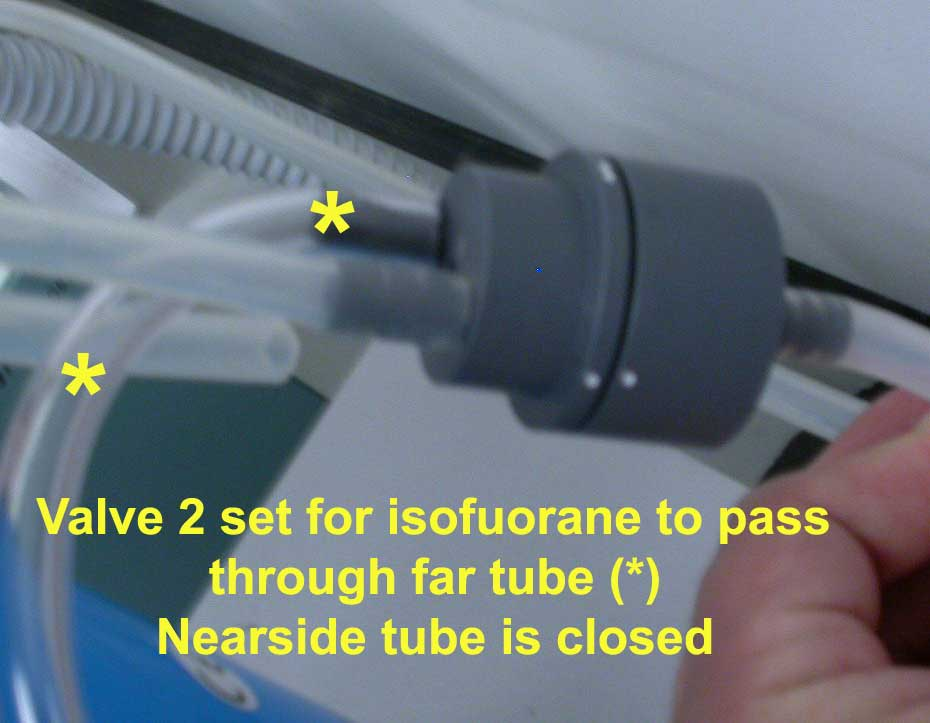 *
*
Valve 2 set for isofuorane to pass
through far tube (*)
Nearside tube is closed